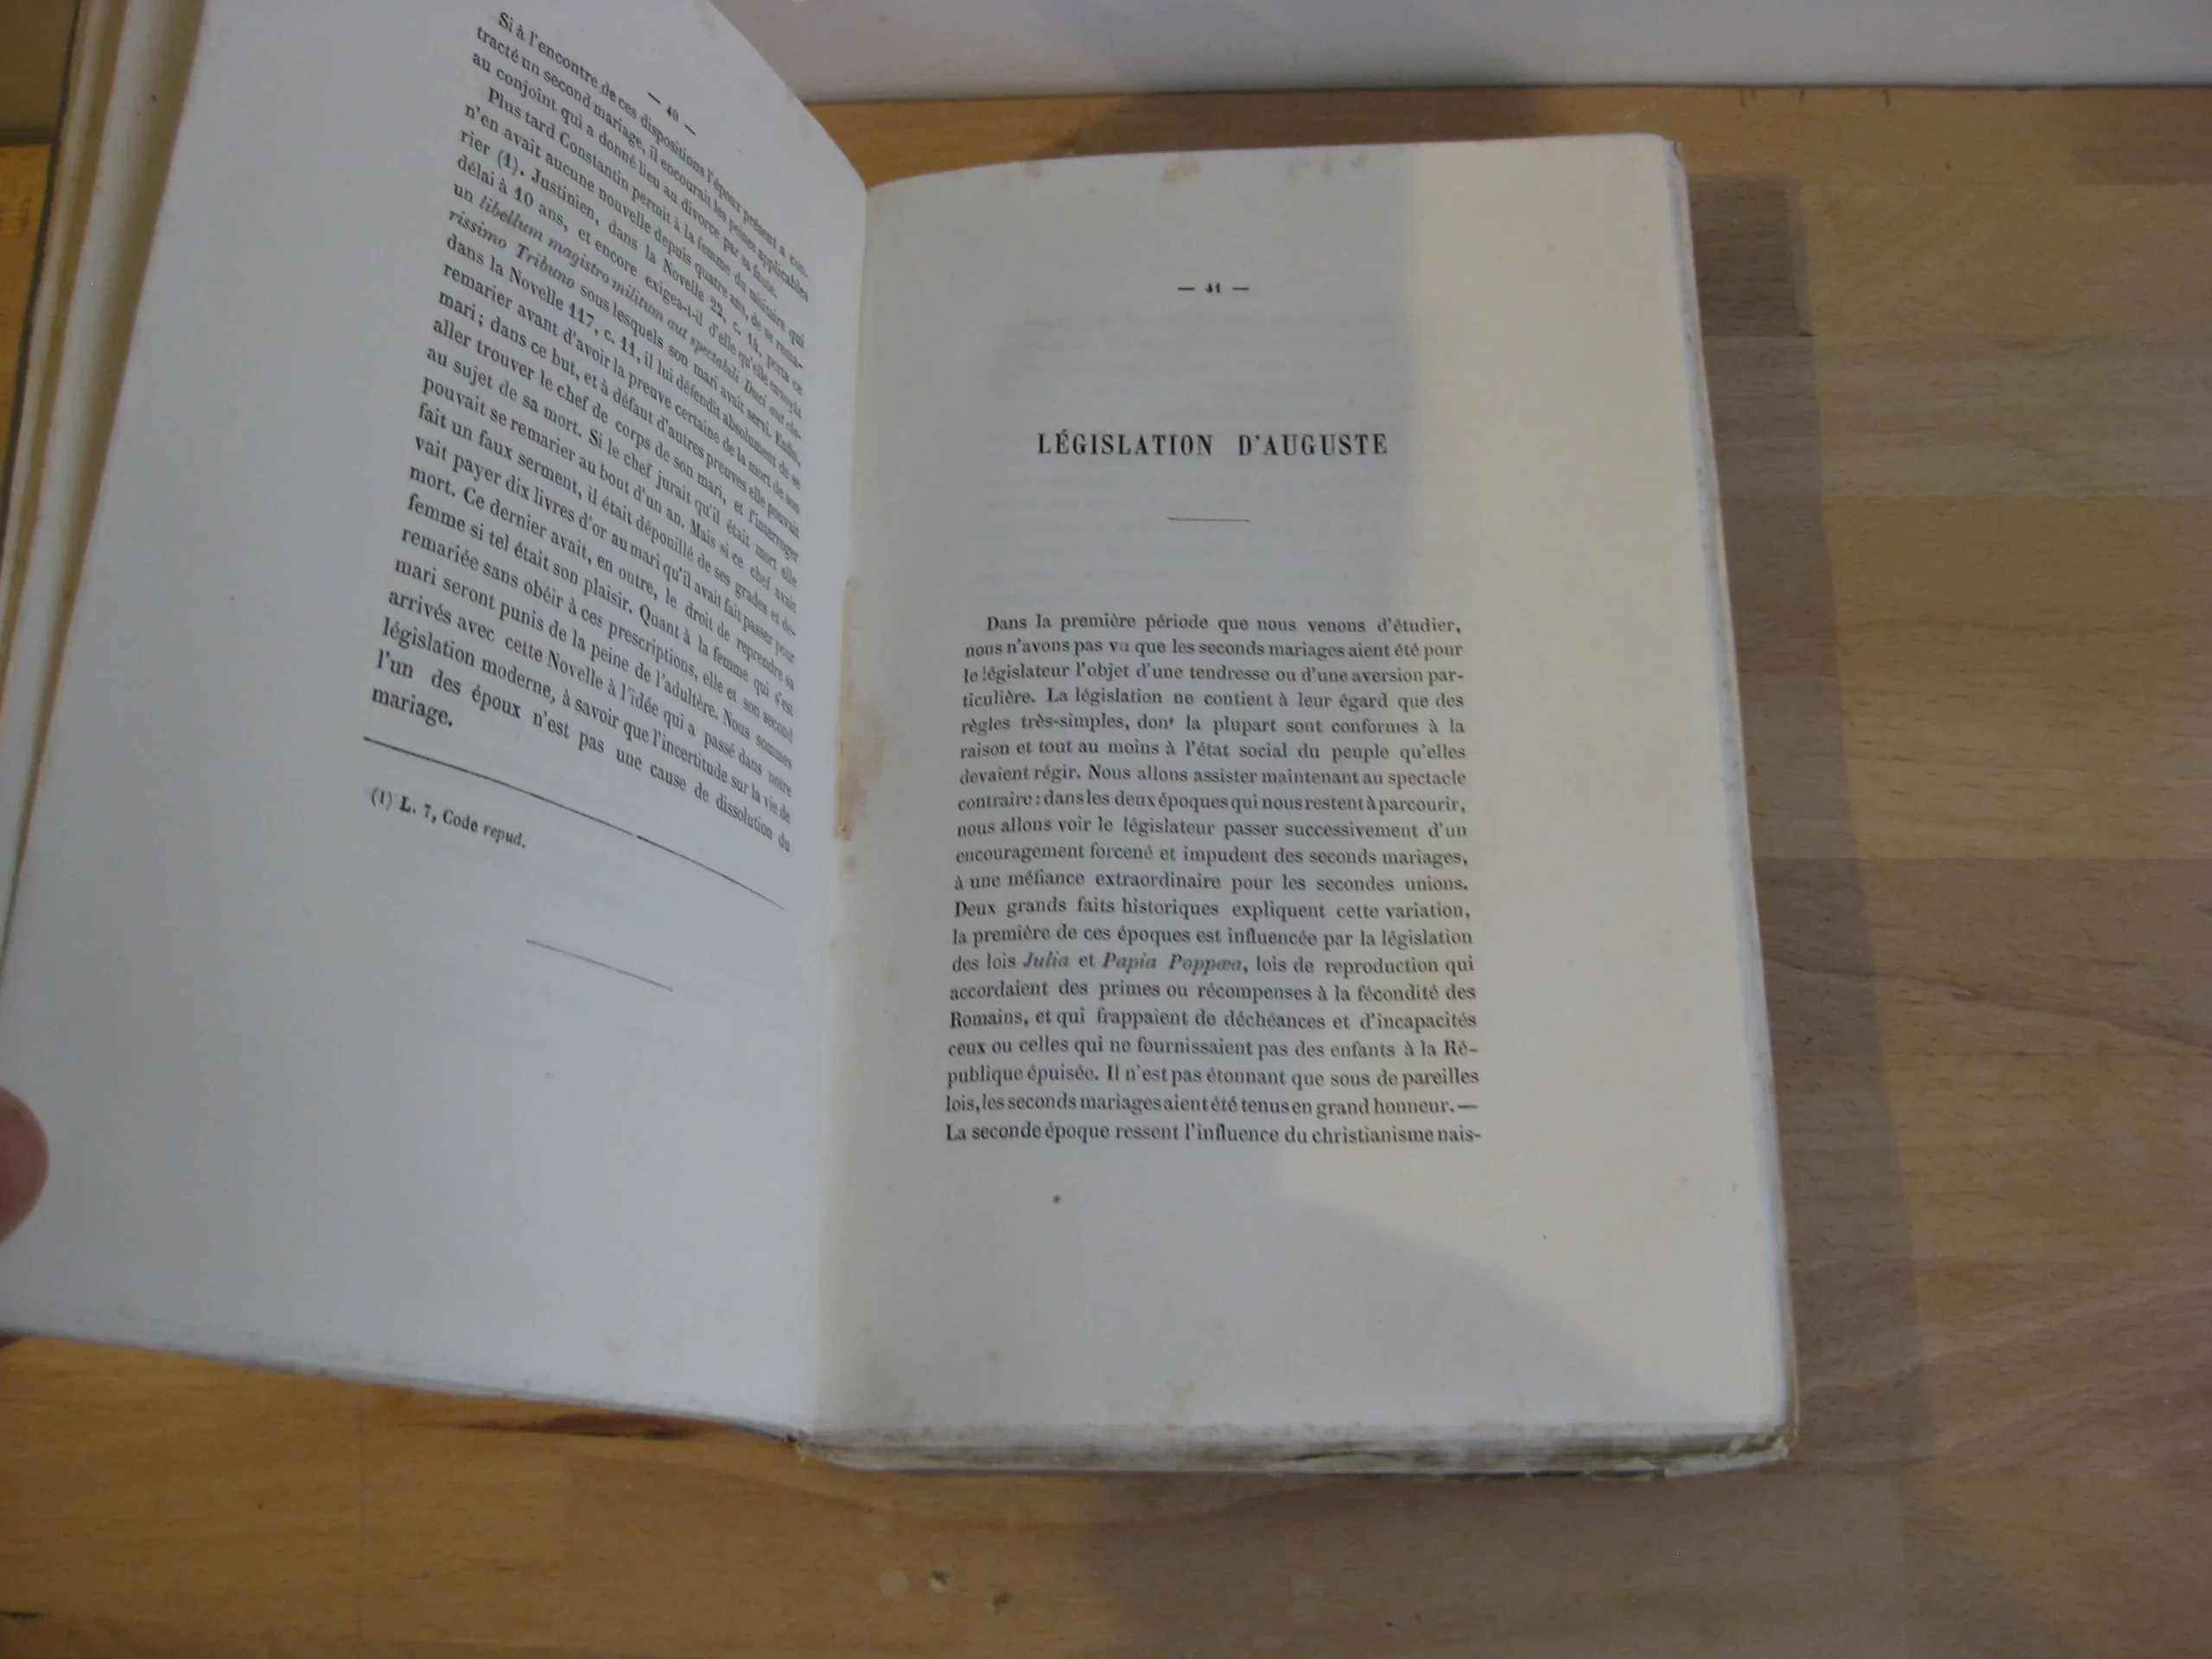 — 40 —
Si à l'encontre de ces dispositions l'époux présent a con-
tracté un second mariage, il encourait les peines applicables
au conjoint qui a donné lieu au divorce par sa faute.
Plus tard Constantin permit à la femme du militaire qui
n'en avait aucune nouvelle depuis quatre ans, de se rema-
rier (1). Justinien, dans la Novelle 22, c. 14, porta ce
délai à 10 ans, et encore exigea-t-il d'elle qu'elle envoyât
un libellum magistro militum aut spectabili Duci aut cla-
rissimo Tribuno sous lesquels son mari avait servi. Enfin,
dans la Novelle 117, c. 11, il lui défendit absolument de se
remarier avant d'avoir la preuve certaine de la mort de son
mari; dans ce but, et à défaut d'autres preuves elle pouvait
aller trouver le chef de corps de son mari, et l'interroger
au sujet de sa mort. Si le chef jurait qu'il était mort elle
pouvait se remarier au bout d'un an. Mais si ce chef avait
fait un faux serment, il était dépouillé de ses grades et de-
vait payer dix livres d'or au mari qu'il avait fait passer pour
mort. Ce dernier avait, en outre, le droit de reprendre sa
femme si tel était son plaisir. Quant à la femme qui s'est
remariée sans obéir à ces prescriptions, elle et son second
mari seront punis de la peine de l'adultère. Nous sommes
arrivés avec cette Novelle à l'idée qui a passé dans notre
législation moderne, à savoir que l'incertitude sur la vie de
l'un des époux n'est pas une cause de dissolution du
mariage.
(1) L. 7, Code repud.
— 41 —
LÉGISLATION D'AUGUSTE
Dans la première période que nous venons d'étudier,
nous n'avons pas vu que les seconds mariages aient été pour
le législateur l'objet d'une tendresse ou d'une aversion par-
ticulière. La législation ne contient à leur égard que des
règles très-simples, dont la plupart sont conformes à la
raison et tout au moins à l'état social du peuple qu'elles
devaient régir. Nous allons assister maintenant au spectacle
contraire: dans les deux époques qui nous restent à parcourir,
nous allons voir le législateur passer successivement d'un
encouragement forcené et impudent des seconds mariages,
à une méfiance extraordinaire pour les secondes unions.
Deux grands faits historiques expliquent cette variation,
la première de ces époques est influencée par la législation
des lois Julia et Papia Poppæa, lois de reproduction qui
accordaient des primes ou récompenses à la fécondité des
Romains, et qui frappaient de déchéances et d'incapacités
ceux ou celles qui ne fournissaient pas des enfants à la Ré-
publique épuisée. Il n'est pas étonnant que sous de pareilles
lois, les seconds mariages aient été tenus en grand honneur. —
La seconde époque ressent l'influence du christianisme nais-